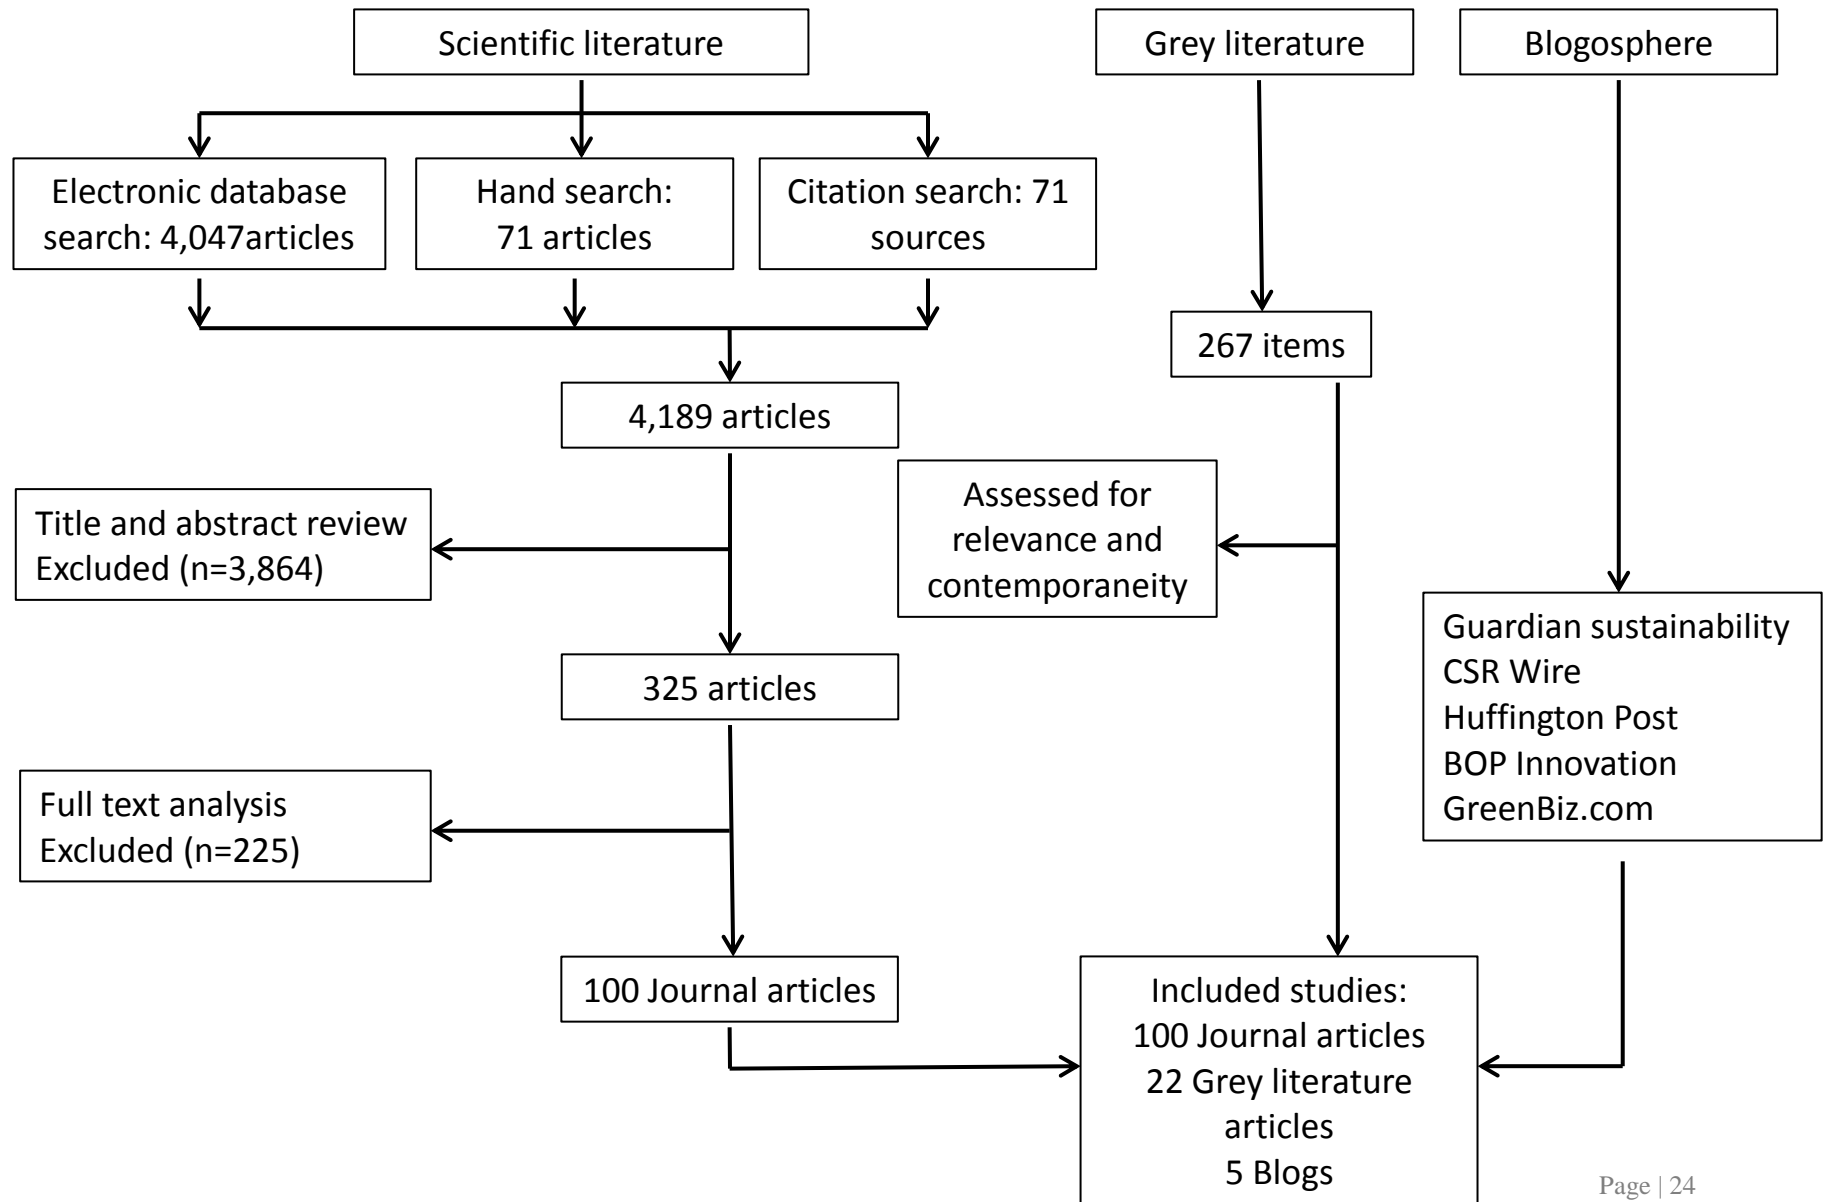 Scientific literature
Grey literature
Blogosphere
Electronic database
search: 4,047articles
Hand search:
71 articles
Citation search: 71
sources
267 items
4,189 articles
Assessed for
relevance and
contemporaneity
Title and abstract review
Excluded (n=3,864)
Guardian sustainability
CSR Wire
Huffington Post
BOP Innovation
GreenBiz.com
325 articles
Full text analysis
Excluded (n=225)
100 Journal articles
Included studies:
100 Journal articles
22 Grey literature
articles
5 Blogs
Page | 24